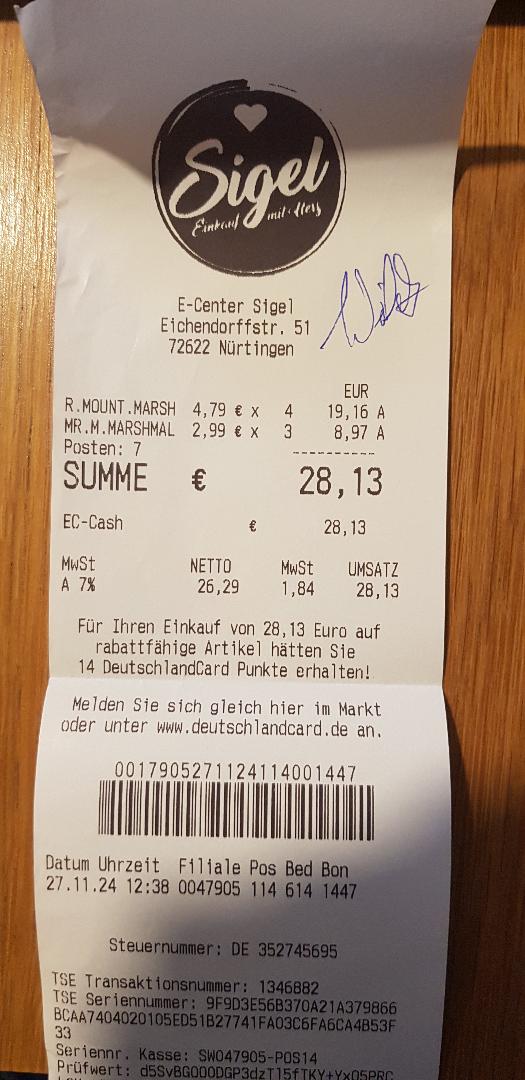 Sigel
Einkauf mit Herz
E-Center Sigel
Eichendorffstr. 51
72622 Nürtingen
EUR
R.MOUNT.MARSH 4,79 € x 4 19,16 A
MR.M.MARSHMAL 2,99 € x 3 8,97 A
Posten: 7
----------
SUMME € 28,13
EC-Cash € 28,13
MwSt NETTO MwSt UMSATZ
A 7% 26,29 1,84 28,13
Für Ihren Einkauf von 28,13 Euro auf
rabattfähige Artikel hätten Sie
14 DeutschlandCard Punkte erhalten!
Melden Sie sich gleich hier im Markt
oder unter www.deutschlandcard.de an.
00179052711241140014​47
Datum Uhrzeit Filiale Pos Bed Bon
27.11.24 12:38 0047905 114 614 1447
Steuernummer: DE 352745695
TSE Transaktionsnummer: 1346882
TSE Seriennummer: 9F9D3E56B370A21A379866
BCAA7404020105ED51B27741FA03C6FA6CA4B53F
33
Seriennr. Kasse: SW047905-POS14
Prüfwert: